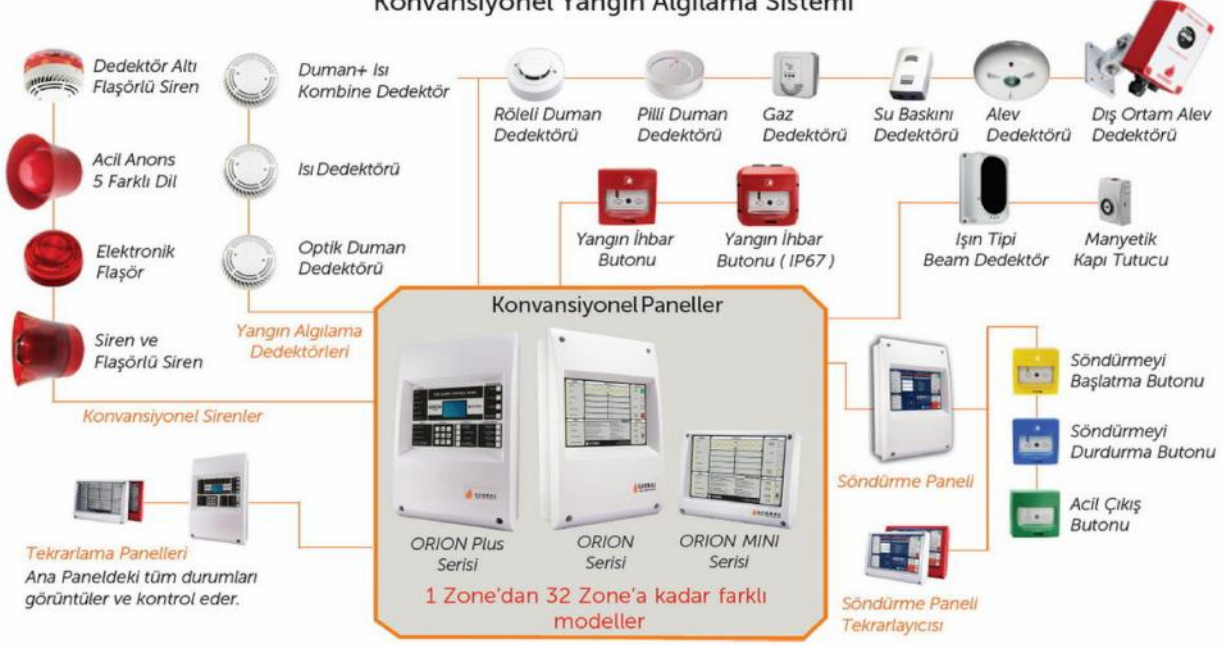 Konvansiyonel Yangın Algılama Sistemi
Dedektör Altı
Flaşörlü Siren
Acil Anons
5 Farklı Dil
Elektronik
Flaşör
Siren ve
Flaşörlü Siren
Konvansiyonel Sirenler
Duman+ Isı
Kombine Dedektör
Isı Dedektörü
Optik Duman
Dedektörü
Yangın Algılama
Dedektörleri
Röleli Duman
Dedektörü
Pilli Duman
Dedektörü
Gaz
Dedektörü
Su Baskını
Dedektörü
Alev
Dedektörü
Dış Ortam Alev
Dedektörü
Yangın İhbar
Butonu
Yangın İhbar
Butonu ( IP67 )
Işın Tipi
Beam Dedektör
Manyetik
Kapı Tutucu
Konvansiyonel Paneller
ORION Plus
Serisi
ORION
Serisi
ORION MINI
Serisi
1 Zone'dan 32 Zone'a kadar farklı
modeller
Söndürme Paneli
Söndürmeyi
Başlatma Butonu
Söndürmeyi
Durdurma Butonu
Acil Çıkış
Butonu
Söndürme Paneli
Tekrarlayıcısı
Tekrarlama Panelleri
Ana Paneldeki tüm durumları
görüntüler ve kontrol eder.